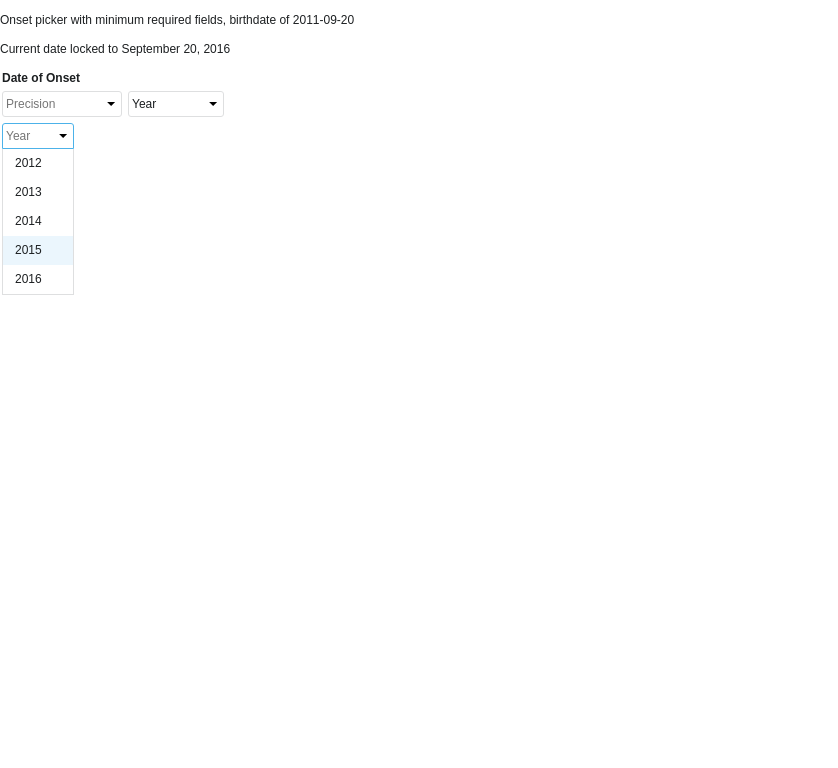 Onset picker with minimum required fields, birthdate of 2011-09-20
Current date locked to September 20, 2016
Date of Onset
Precision Year
Year
2012
2013
2014
2015
2016